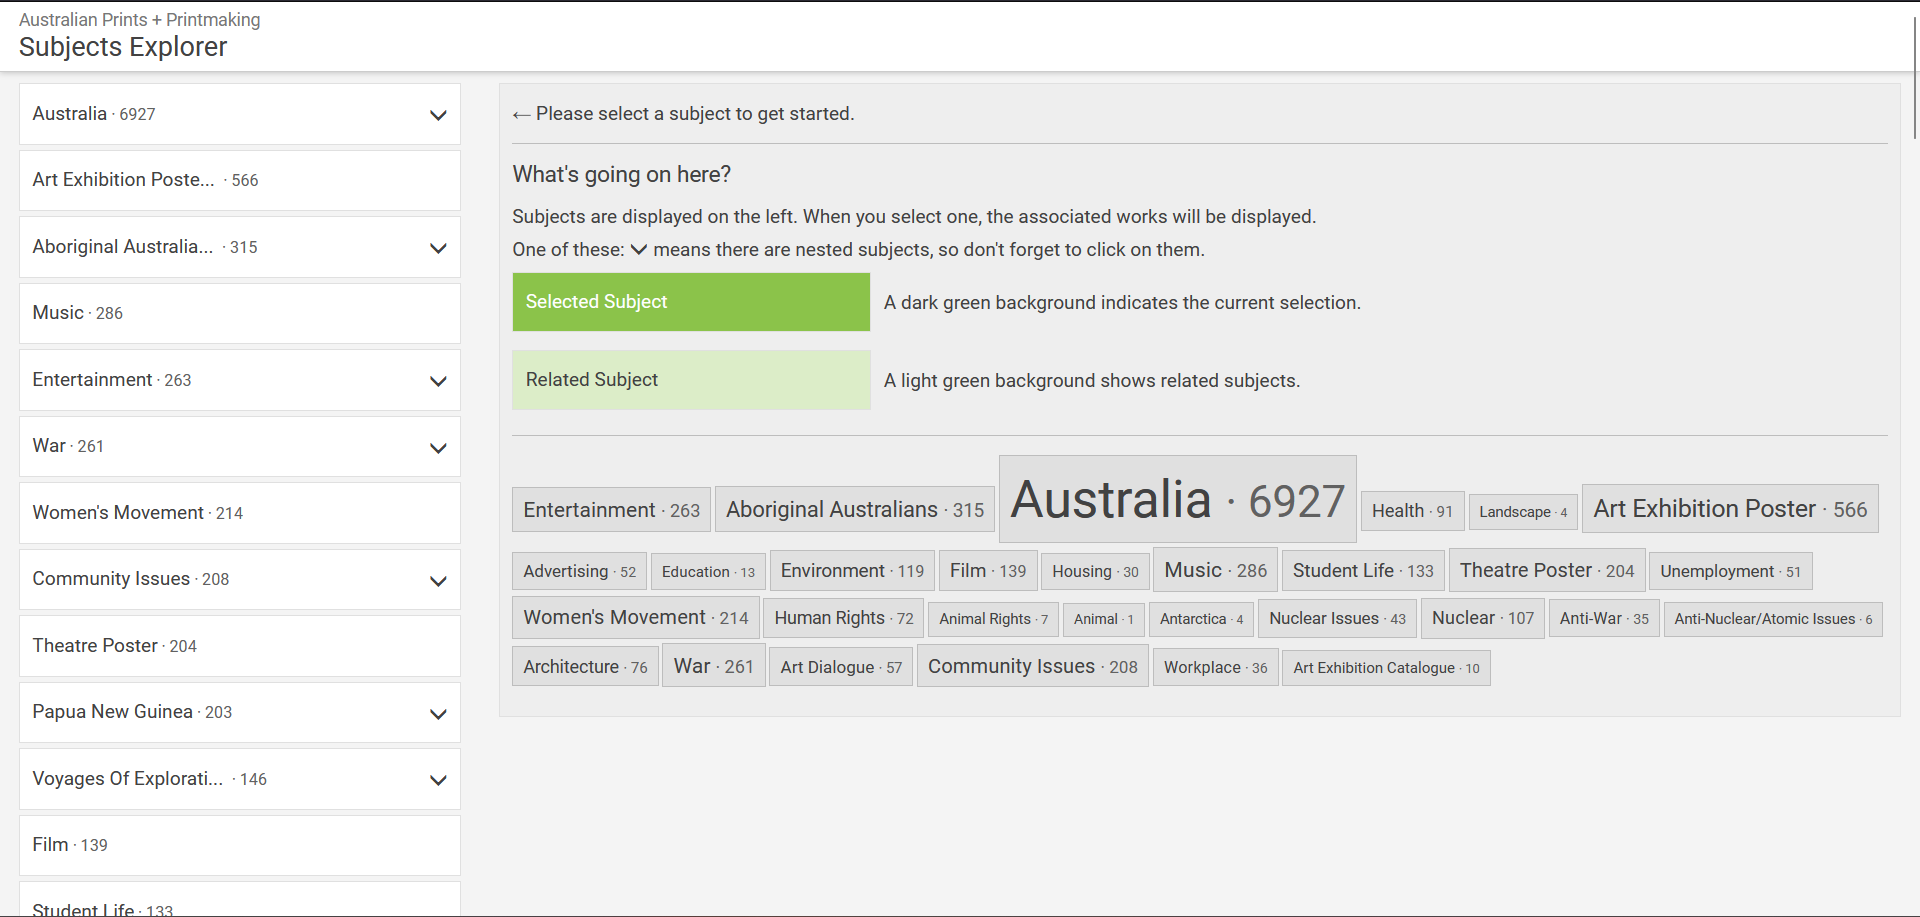 Australian Prints + Printmaking
Subjects Explorer
Australia · 6927
Art Exhibition Poste... · 566
Aboriginal Australia... · 315
Music · 286
Entertainment · 263
War · 261
Women's Movement · 214
Community Issues · 208
Theatre Poster · 204
Papua New Guinea · 203
Voyages Of Explorati... · 146
Film · 139
Student Life · 133
← Please select a subject to get started.
What's going on here?
Subjects are displayed on the left. When you select one, the associated works will be displayed.
One of these: means there are nested subjects, so don't forget to click on them.
Selected Subject
A dark green background indicates the current selection.
Related Subject
A light green background shows related subjects.
Entertainment · 263 Aboriginal Australians · 315 Australia · 6927 Health · 91 Landscape · 4 Art Exhibition Poster · 566
Advertising · 52 Education · 13 Environment · 119 Film · 139 Housing · 30 Music · 286 Student Life · 133 Theatre Poster · 204 Unemployment · 51
Women's Movement · 214 Human Rights · 72 Animal Rights · 7 Animal · 1 Antarctica · 4 Nuclear Issues · 43 Nuclear · 107 Anti-War · 35 Anti-Nuclear/Atomic Issues · 6
Architecture · 76 War · 261 Art Dialogue · 57 Community Issues · 208 Workplace · 36 Art Exhibition Catalogue · 10